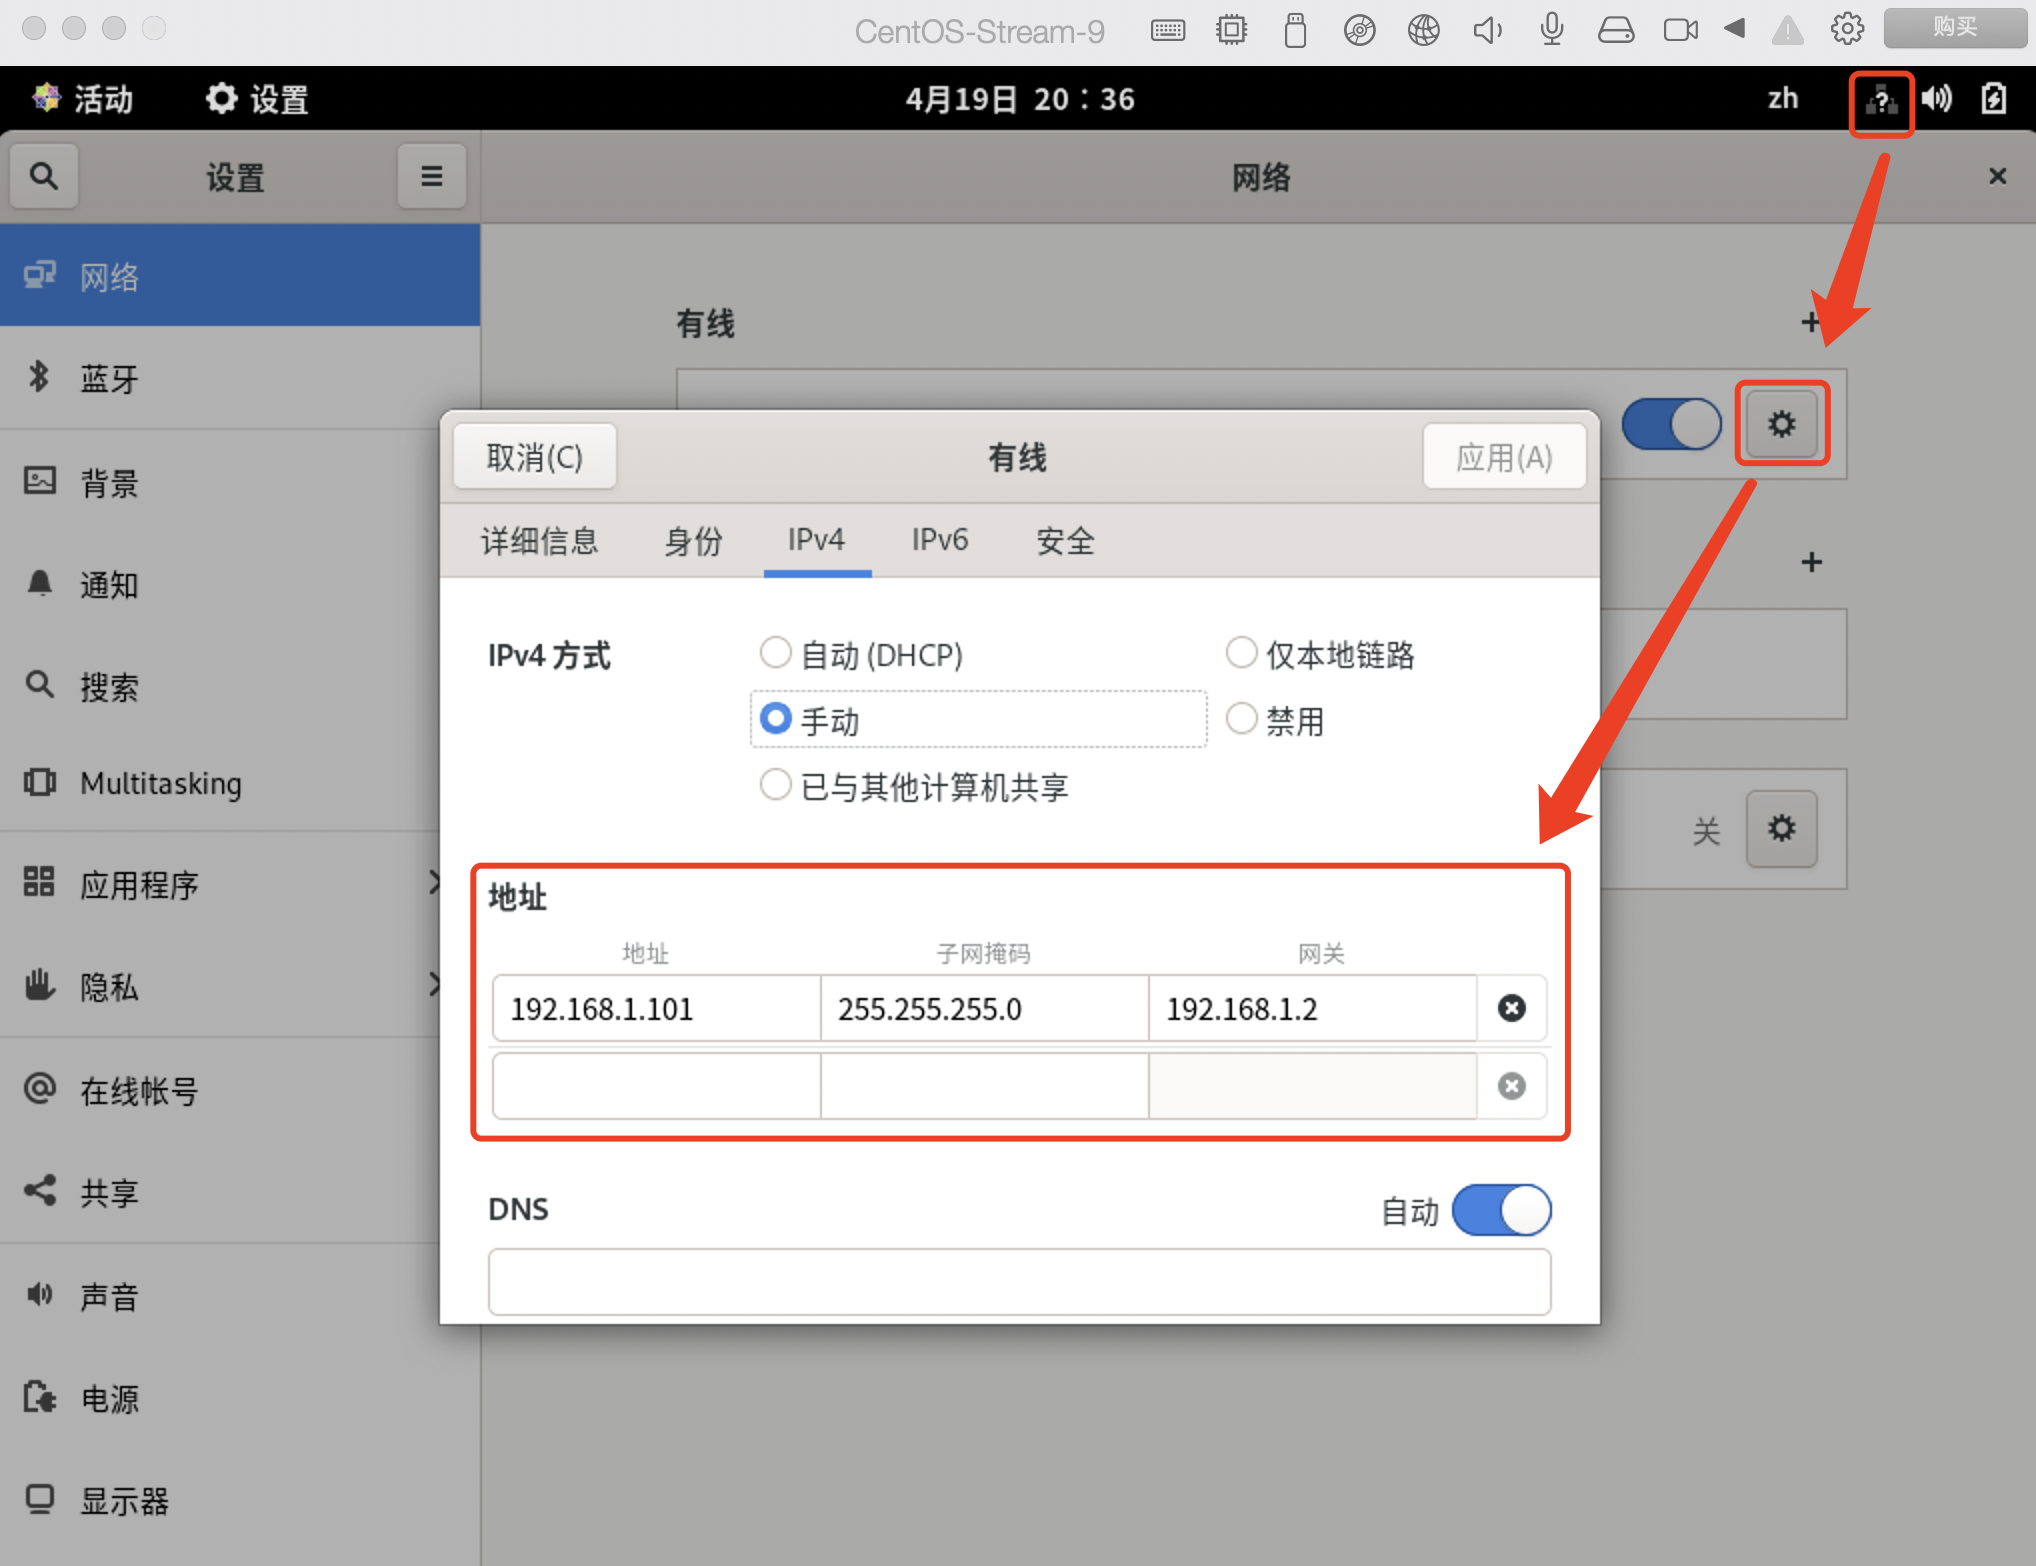 CentOS-Stream-9
购买
活动
设置
4月19日 20：36
zh
设置
网络
网络
蓝牙
背景
通知
搜索
Multitasking
应用程序
隐私
在线帐号
共享
声音
电源
显示器
有线
关
取消(C)
有线
应用(A)
详细信息
身份
IPv4
IPv6
安全
IPv4 方式
自动 (DHCP)
仅本地链路
手动
禁用
已与其他计算机共享
地址
地址
子网掩码
网关
192.168.1.101
255.255.255.0
192.168.1.2
DNS
自动